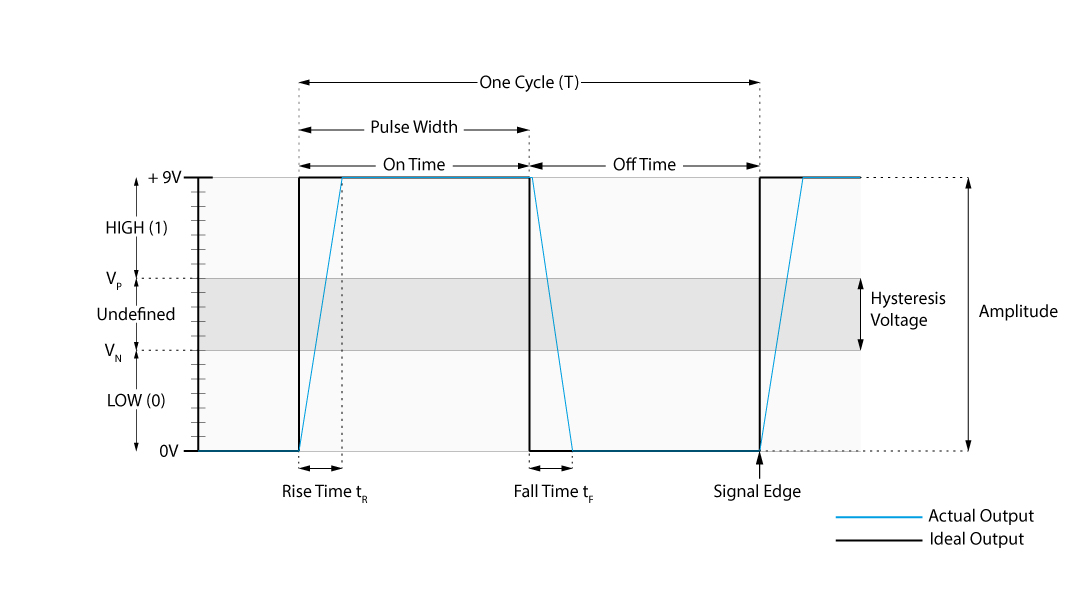 One Cycle (T)
Pulse Width
On Time
Off Time
+ 9V
HIGH (1)
VP
Undefined
VN
LOW (0)
0V
Hysteresis
Voltage
Amplitude
Rise Time tR
Fall Time tF
Signal Edge
Actual Output
Ideal Output